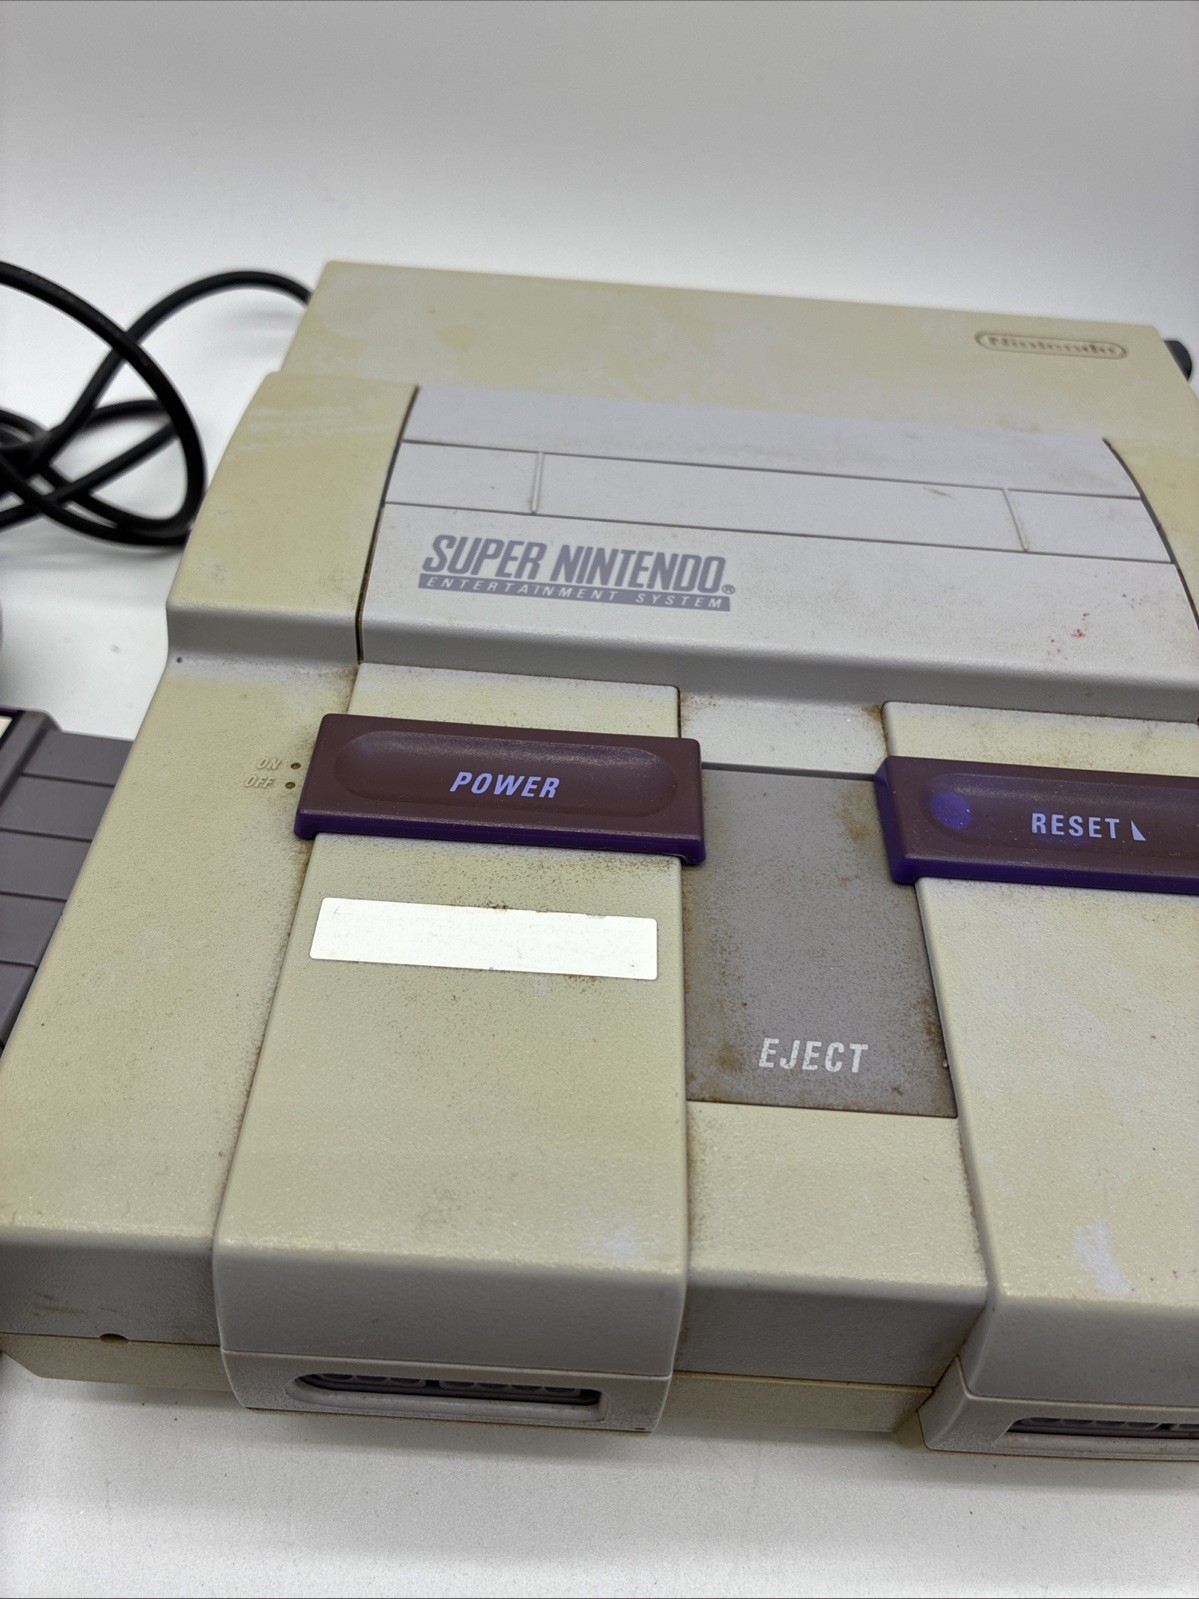 Nintendo
SUPER NINTENDO®
ENTERTAINMENT SYSTEM
ON
OFF
POWER
RESET
EJECT